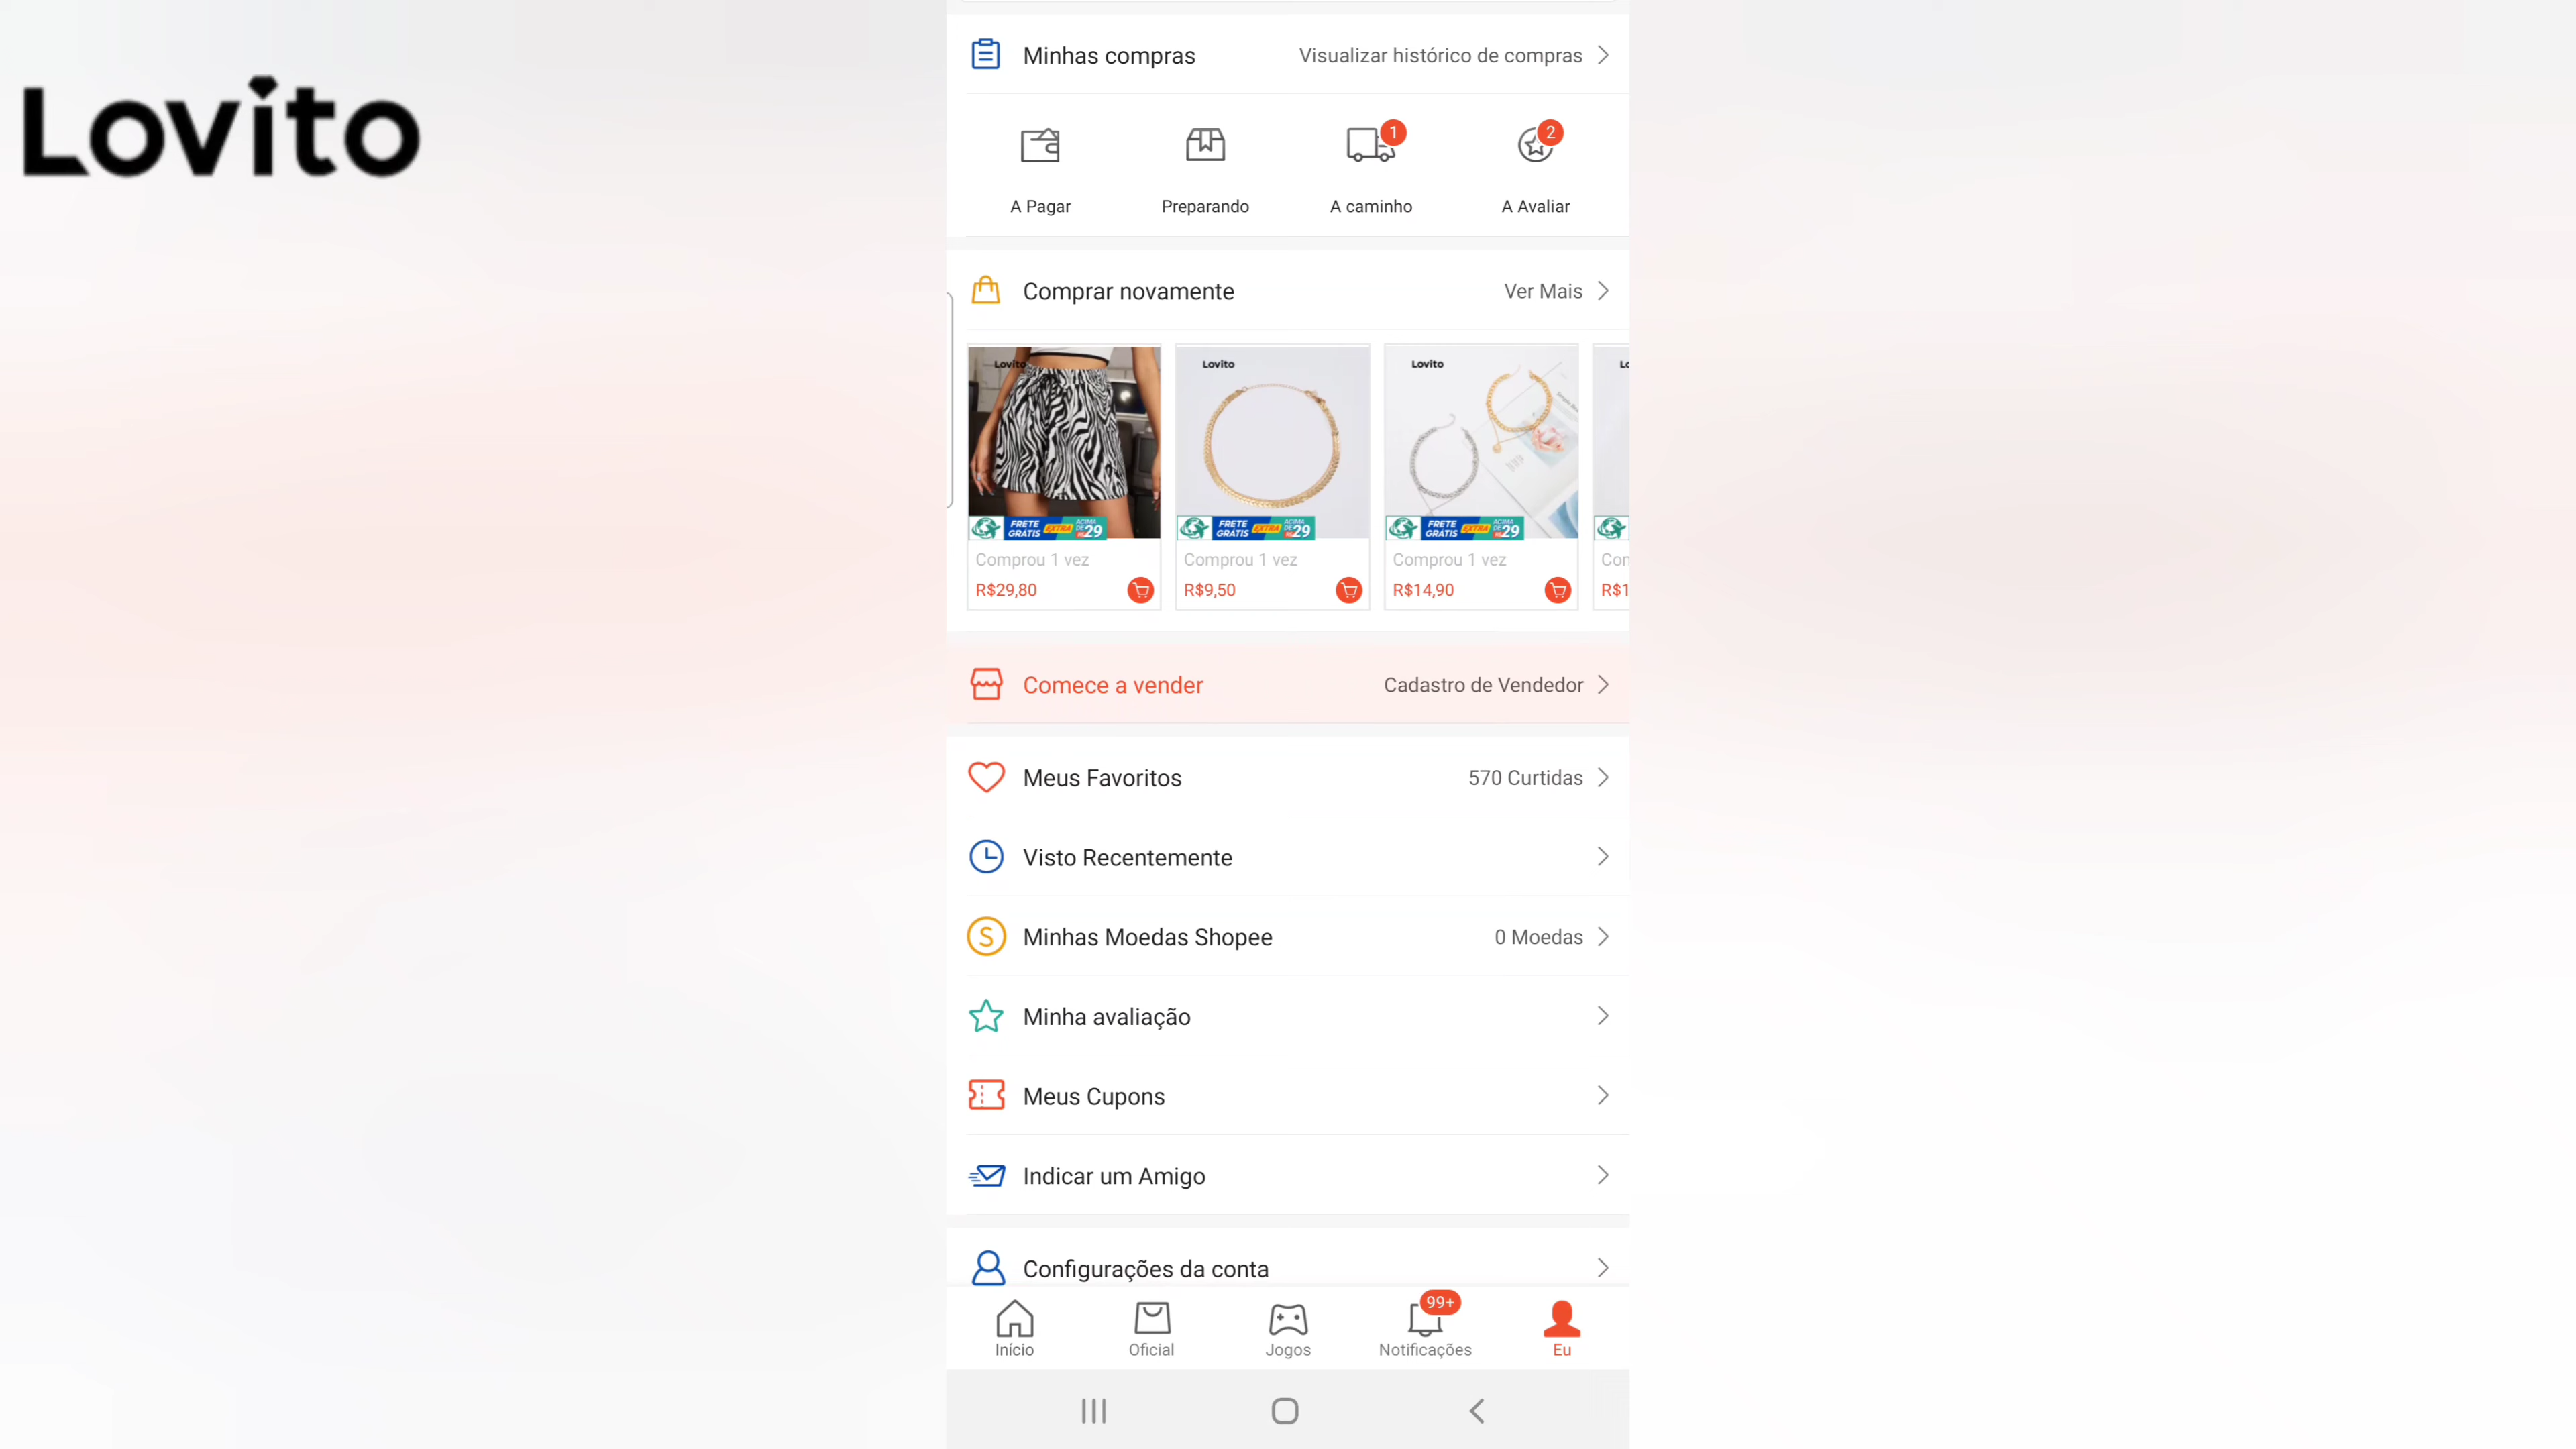 Lovito
Minhas compras Visualizar histórico de compras
1 2
A Pagar Preparando A caminho A Avaliar
Comprar novamente Ver Mais
Lovito Lovito Lovito Lo
FRETE GRÁTIS EXTRA ACIMA DE R$29 FRETE GRÁTIS EXTRA ACIMA DE R$29 FRETE GRÁTIS EXTRA ACIMA DE R$29
Comprou 1 vez Comprou 1 vez Comprou 1 vez Con
R$29,80 R$9,50 R$14,90 R$1
Comece a vender Cadastro de Vendedor
Meus Favoritos 570 Curtidas
Visto Recentemente
Minhas Moedas Shopee 0 Moedas
Minha avaliação
Meus Cupons
Indicar um Amigo
Configurações da conta
99+
Início Oficial Jogos Notificações Eu